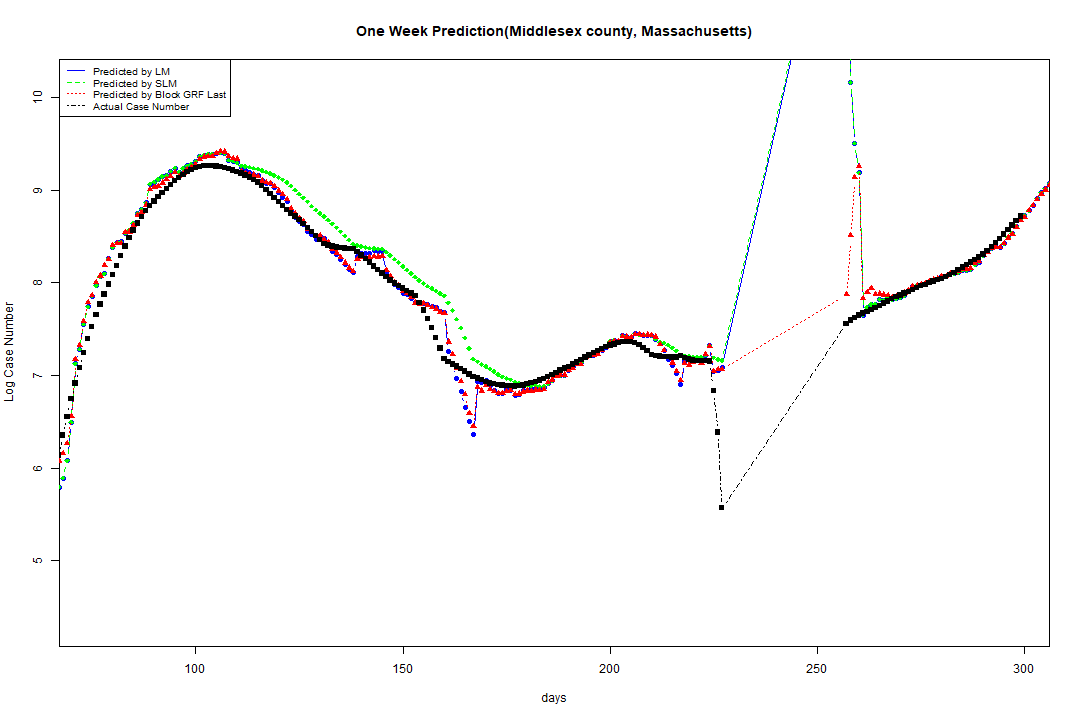 One Week Prediction(Middlesex county, Massachusetts)
Predicted by LM
Predicted by SLM
Predicted by Block GRF Last
Actual Case Number
10
9
8
7
6
5
Log Case Number
100
150
200
250
300
days